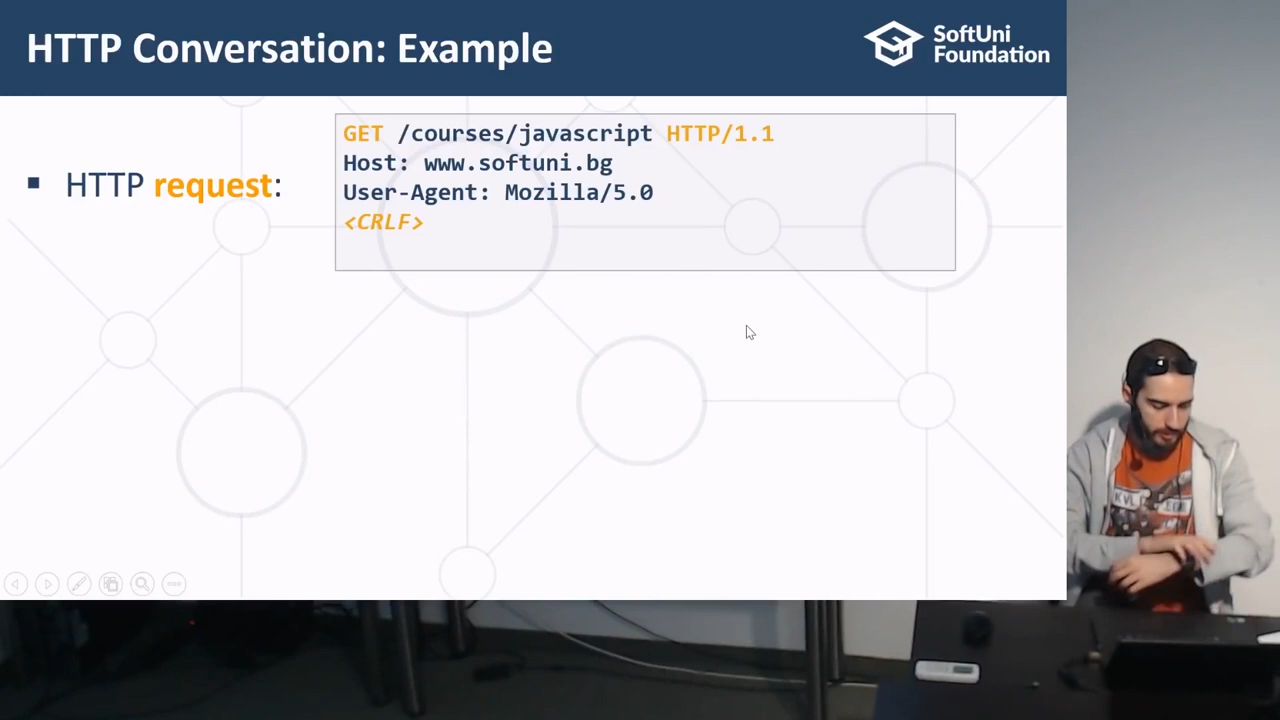 HTTP Conversation: Example
SoftUni
Foundation
▪ HTTP request:
GET /courses/javascript HTTP/1.1
Host: www.softuni.bg
User-Agent: Mozilla/5.0
<CRLF>